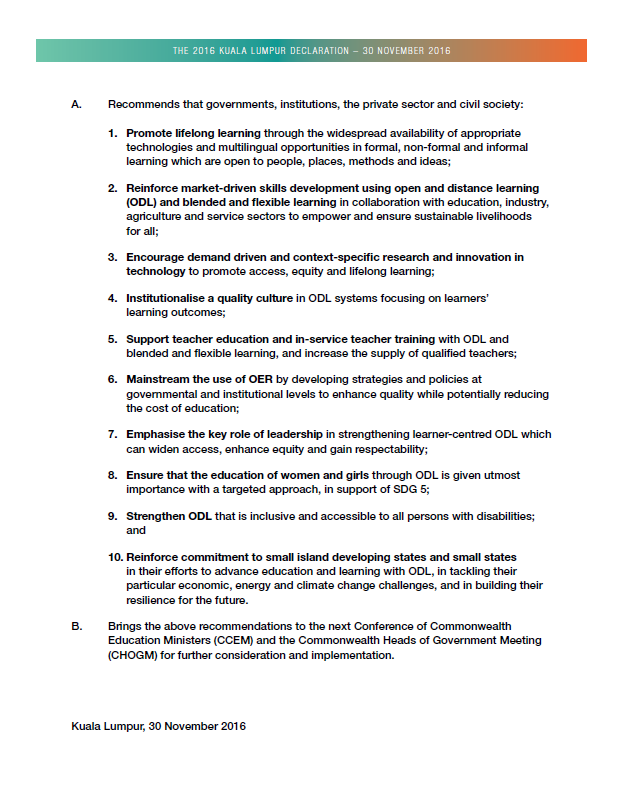 THE 2016 KUALA LUMPUR DECLARATION – 30 NOVEMBER 2016
A. Recommends that governments, institutions, the private sector and civil society:
1. Promote lifelong learning through the widespread availability of appropriate
technologies and multilingual opportunities in formal, non-formal and informal
learning which are open to people, places, methods and ideas;
2. Reinforce market-driven skills development using open and distance learning
(ODL) and blended and flexible learning in collaboration with education, industry,
agriculture and service sectors to empower and ensure sustainable livelihoods
for all;
3. Encourage demand driven and context-specific research and innovation in
technology to promote access, equity and lifelong learning;
4. Institutionalise a quality culture in ODL systems focusing on learners’
learning outcomes;
5. Support teacher education and in-service teacher training with ODL and
blended and flexible learning, and increase the supply of qualified teachers;
6. Mainstream the use of OER by developing strategies and policies at
governmental and institutional levels to enhance quality while potentially reducing
the cost of education;
7. Emphasise the key role of leadership in strengthening learner-centred ODL which
can widen access, enhance equity and gain respectability;
8. Ensure that the education of women and girls through ODL is given utmost
importance with a targeted approach, in support of SDG 5;
9. Strengthen ODL that is inclusive and accessible to all persons with disabilities;
and
10. Reinforce commitment to small island developing states and small states
in their efforts to advance education and learning with ODL, in tackling their
particular economic, energy and climate change challenges, and in building their
resilience for the future.
B. Brings the above recommendations to the next Conference of Commonwealth
Education Ministers (CCEM) and the Commonwealth Heads of Government Meeting
(CHOGM) for further consideration and implementation.
Kuala Lumpur, 30 November 2016